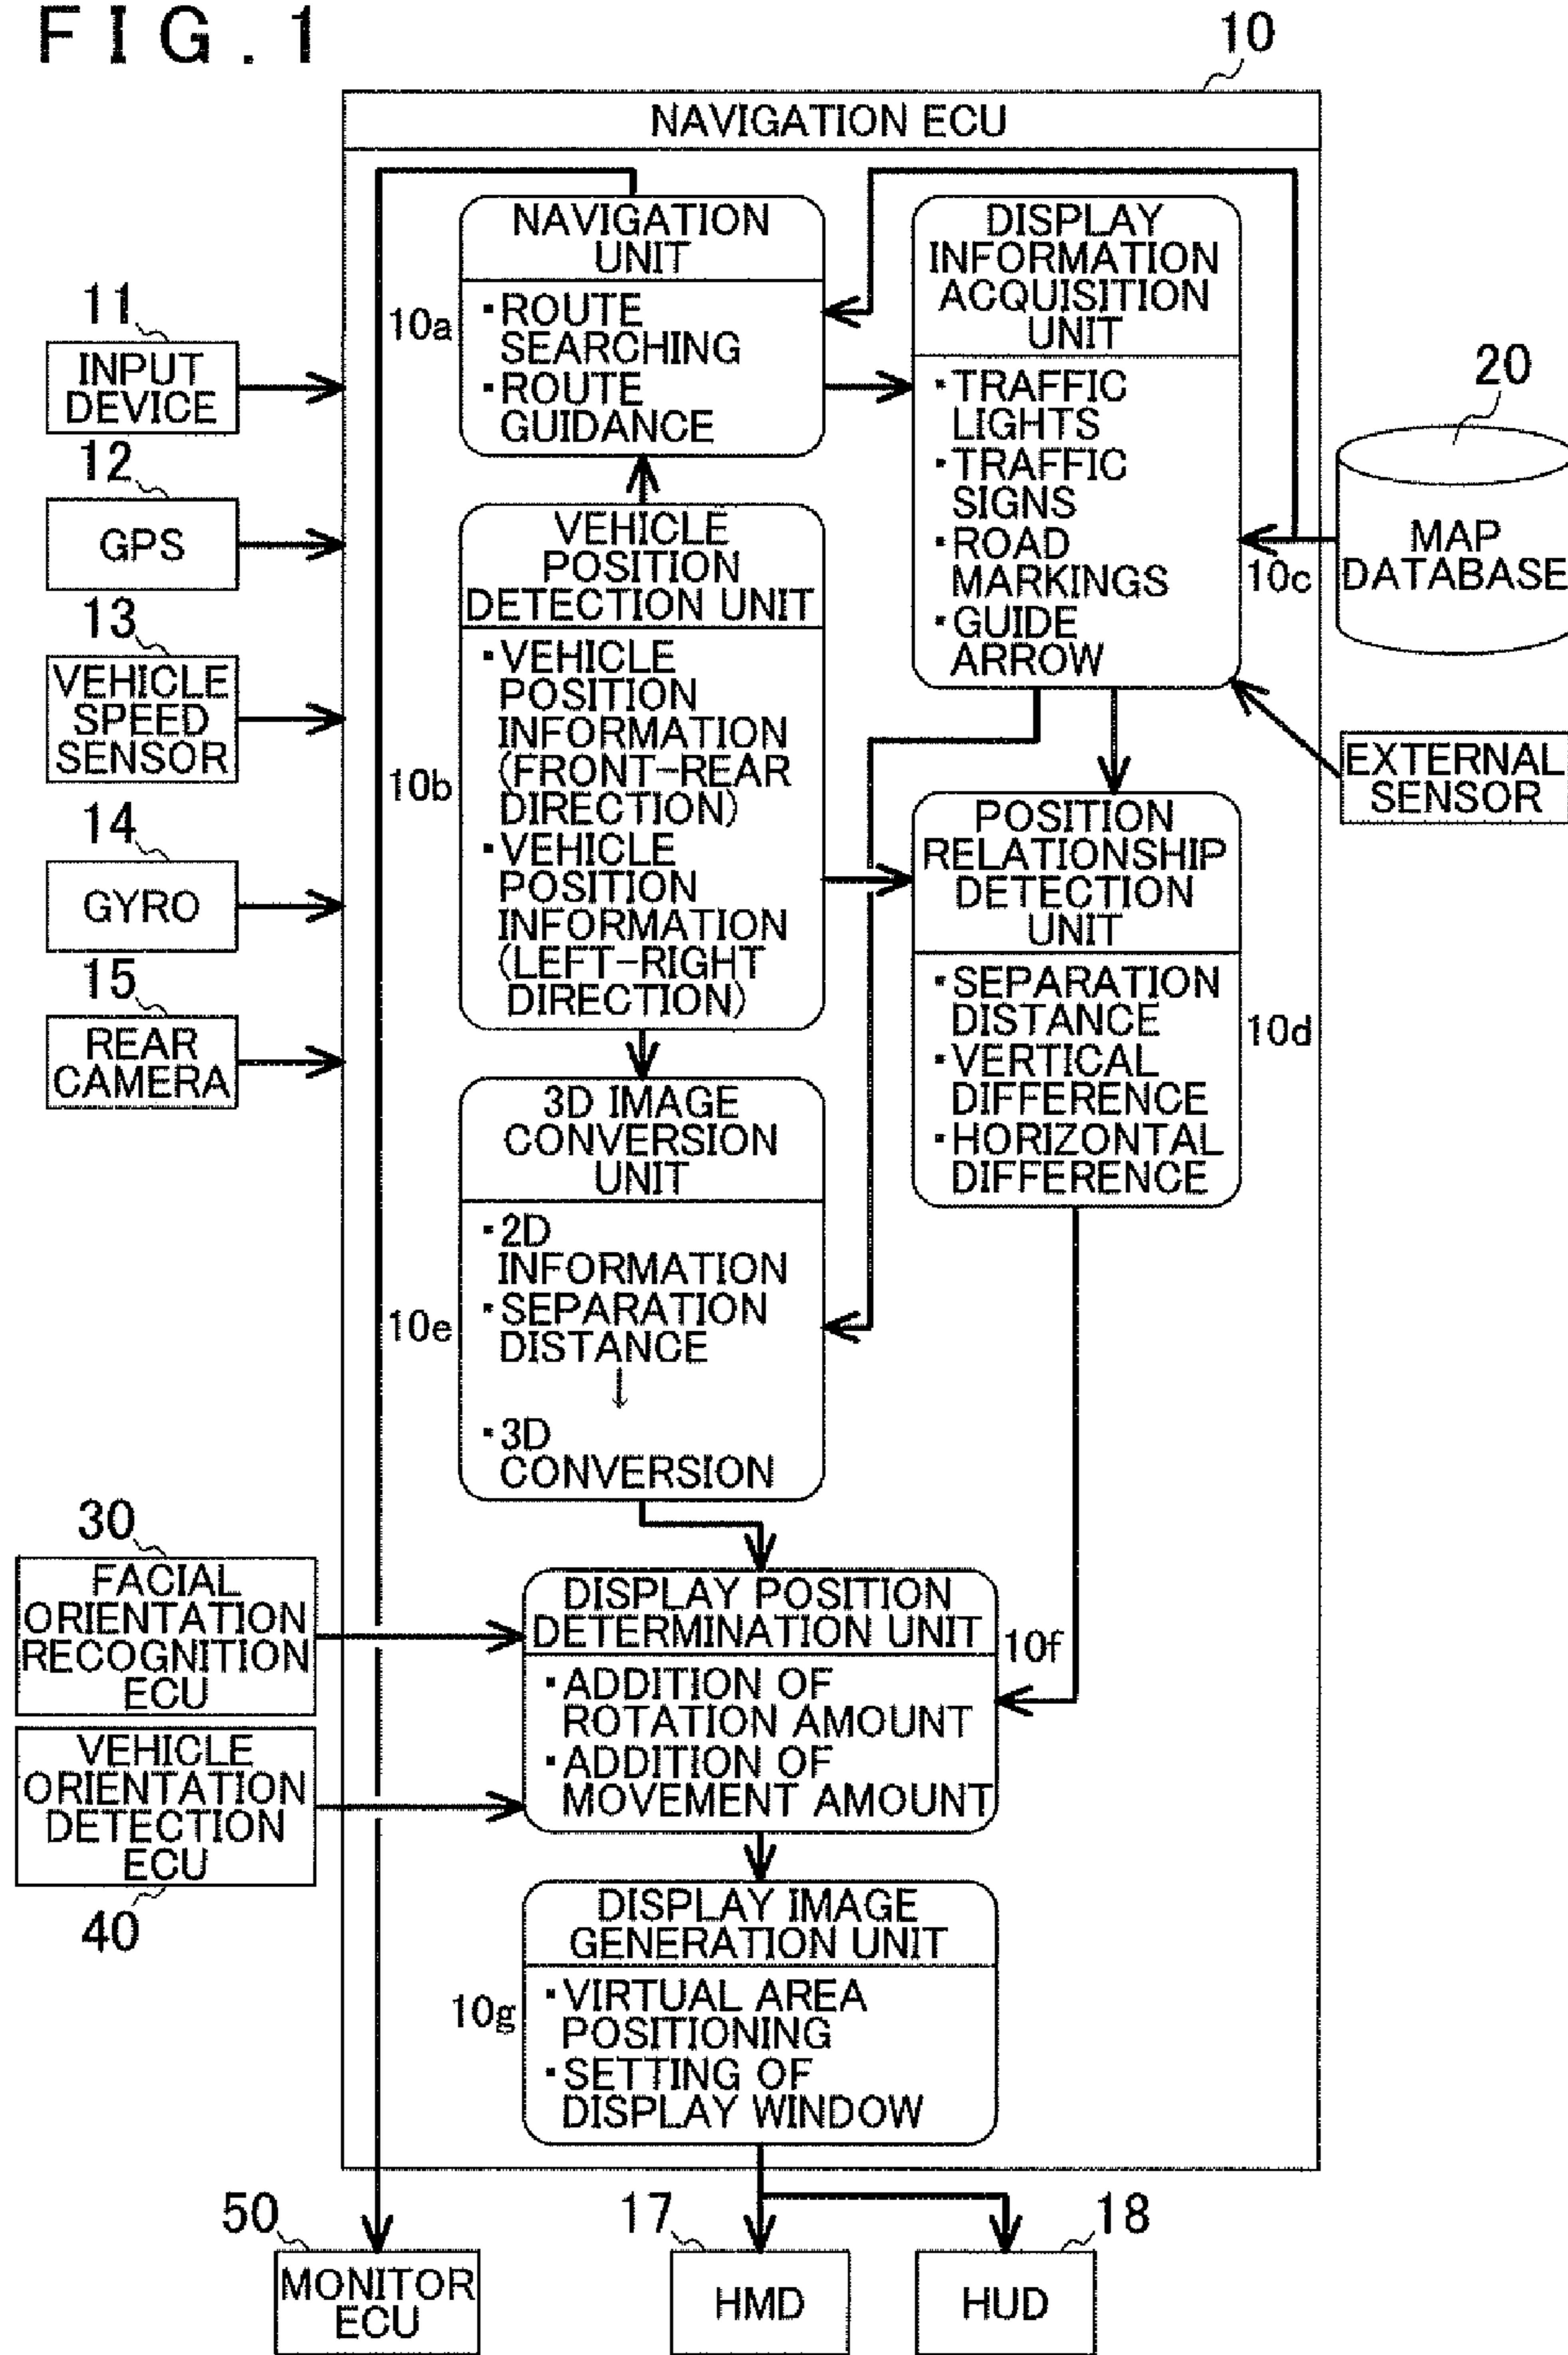 FIG.1
10
NAVIGATION ECU
NAVIGATION
UNIT
10a
・ROUTE
SEARCHING
・ROUTE
GUIDANCE
DISPLAY
INFORMATION
ACQUISITION
UNIT
・TRAFFIC
LIGHTS
・TRAFFIC
SIGNS
・ROAD
MARKINGS
・GUIDE
ARROW
10c
20
MAP
DATABASE
EXTERNAL
SENSOR
11
INPUT
DEVICE
12
GPS
13
VEHICLE
SPEED
SENSOR
14
GYRO
15
REAR
CAMERA
VEHICLE
POSITION
DETECTION UNIT
10b
・VEHICLE
POSITION
INFORMATION
(FRONT-REAR
DIRECTION)
・VEHICLE
POSITION
INFORMATION
(LEFT-RIGHT
DIRECTION)
POSITION
RELATIONSHIP
DETECTION
UNIT
・SEPARATION
DISTANCE
・VERTICAL
DIFFERENCE
・HORIZONTAL
DIFFERENCE
10d
3D IMAGE
CONVERSION
UNIT
10e
・2D
INFORMATION
・SEPARATION
DISTANCE
↓
・3D
CONVERSION
30
FACIAL
ORIENTATION
RECOGNITION
ECU
VEHICLE
ORIENTATION
DETECTION
ECU
40
DISPLAY POSITION
DETERMINATION UNIT
10f
・ADDITION OF
ROTATION AMOUNT
・ADDITION OF
MOVEMENT AMOUNT
DISPLAY IMAGE
GENERATION UNIT
10g
・VIRTUAL AREA
POSITIONING
・SETTING OF
DISPLAY WINDOW
50
MONITOR
ECU
17
HMD
18
HUD